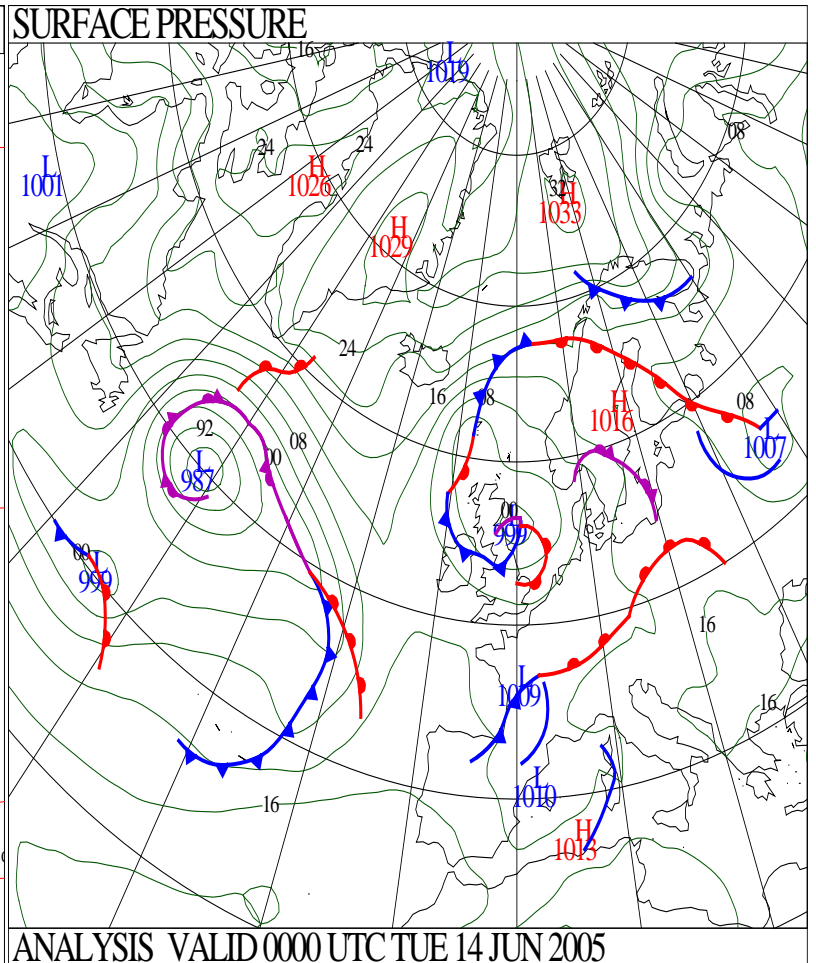 SURFACE PRESSURE
16
L
1019
08
24
24
L
1001
H
1026
32
H
1033
H
1029
24
16
08
H
1016
08
L
1007
92
08
00
L
987
00
L
999
00
L
999
16
L
1009
16
L
1010
16
H
1013
ANALYSIS VALID 0000 UTC TUE 14 JUN 2005